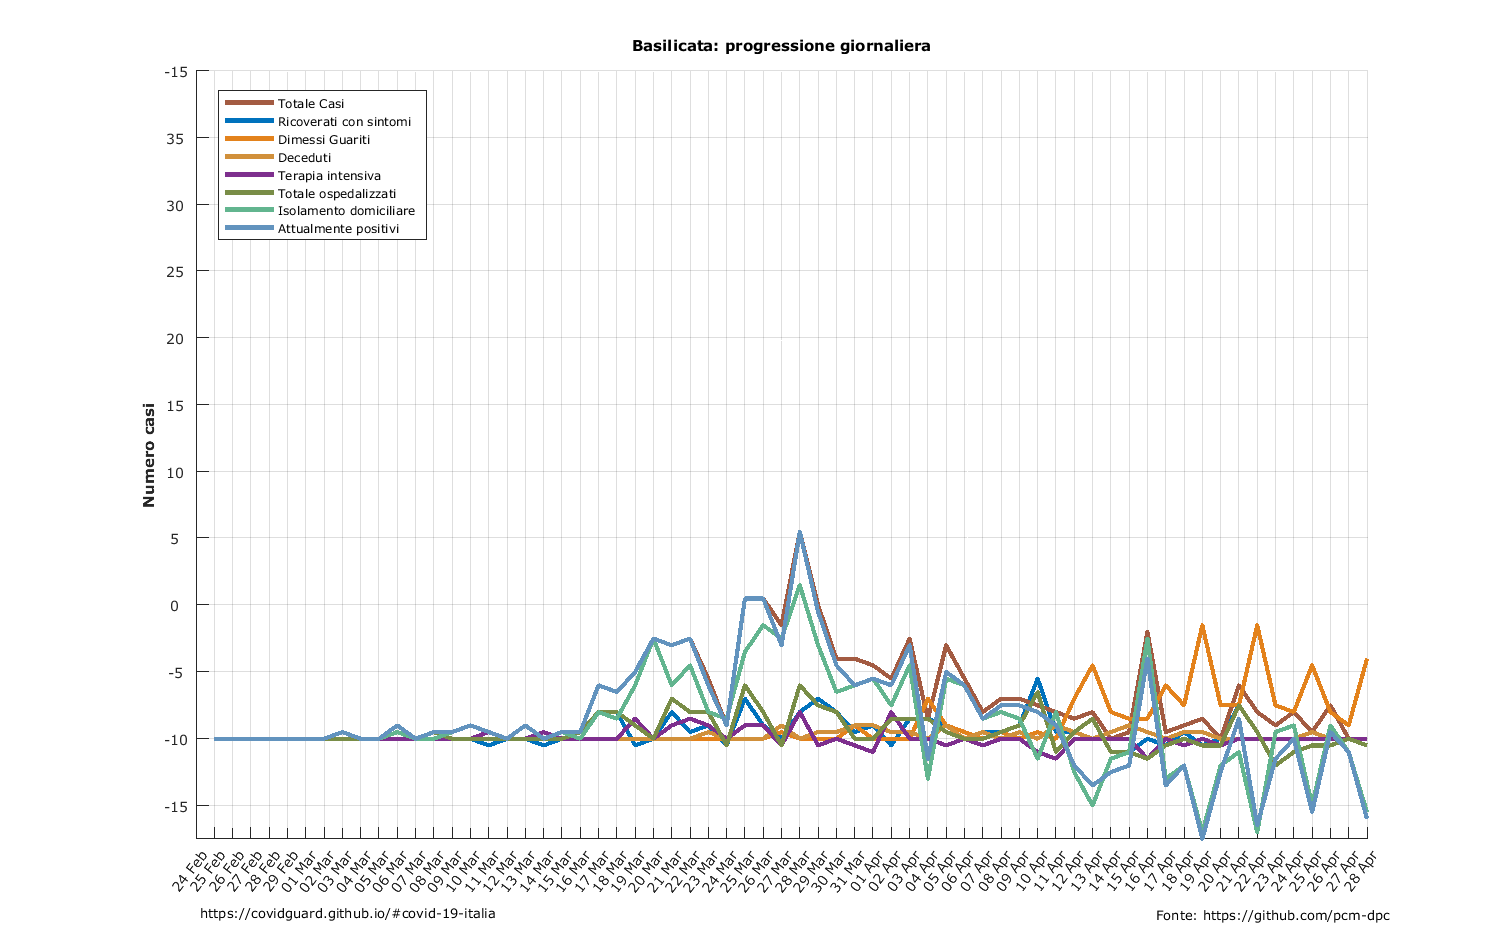 Basilicata: progressione giornaliera
-15
35
30
25
20
15
10
5
0
-5
-10
-15
Numero casi
Totale Casi
Ricoverati con sintomi
Dimessi Guariti
Deceduti
Terapia intensiva
Totale ospedalizzati
Isolamento domiciliare
Attualmente positivi
24 Feb
25 Feb
26 Feb
27 Feb
28 Feb
29 Feb
01 Mar
02 Mar
03 Mar
04 Mar
05 Mar
06 Mar
07 Mar
08 Mar
09 Mar
10 Mar
11 Mar
12 Mar
13 Mar
14 Mar
15 Mar
16 Mar
17 Mar
18 Mar
19 Mar
20 Mar
21 Mar
22 Mar
23 Mar
24 Mar
25 Mar
26 Mar
27 Mar
28 Mar
29 Mar
30 Mar
31 Mar
01 Apr
02 Apr
03 Apr
04 Apr
05 Apr
06 Apr
07 Apr
08 Apr
09 Apr
10 Apr
11 Apr
12 Apr
13 Apr
14 Apr
15 Apr
16 Apr
17 Apr
18 Apr
19 Apr
20 Apr
21 Apr
22 Apr
23 Apr
24 Apr
25 Apr
26 Apr
27 Apr
28 Apr
https://covidguard.github.io/#covid-19-italia
Fonte: https://github.com/pcm-dpc